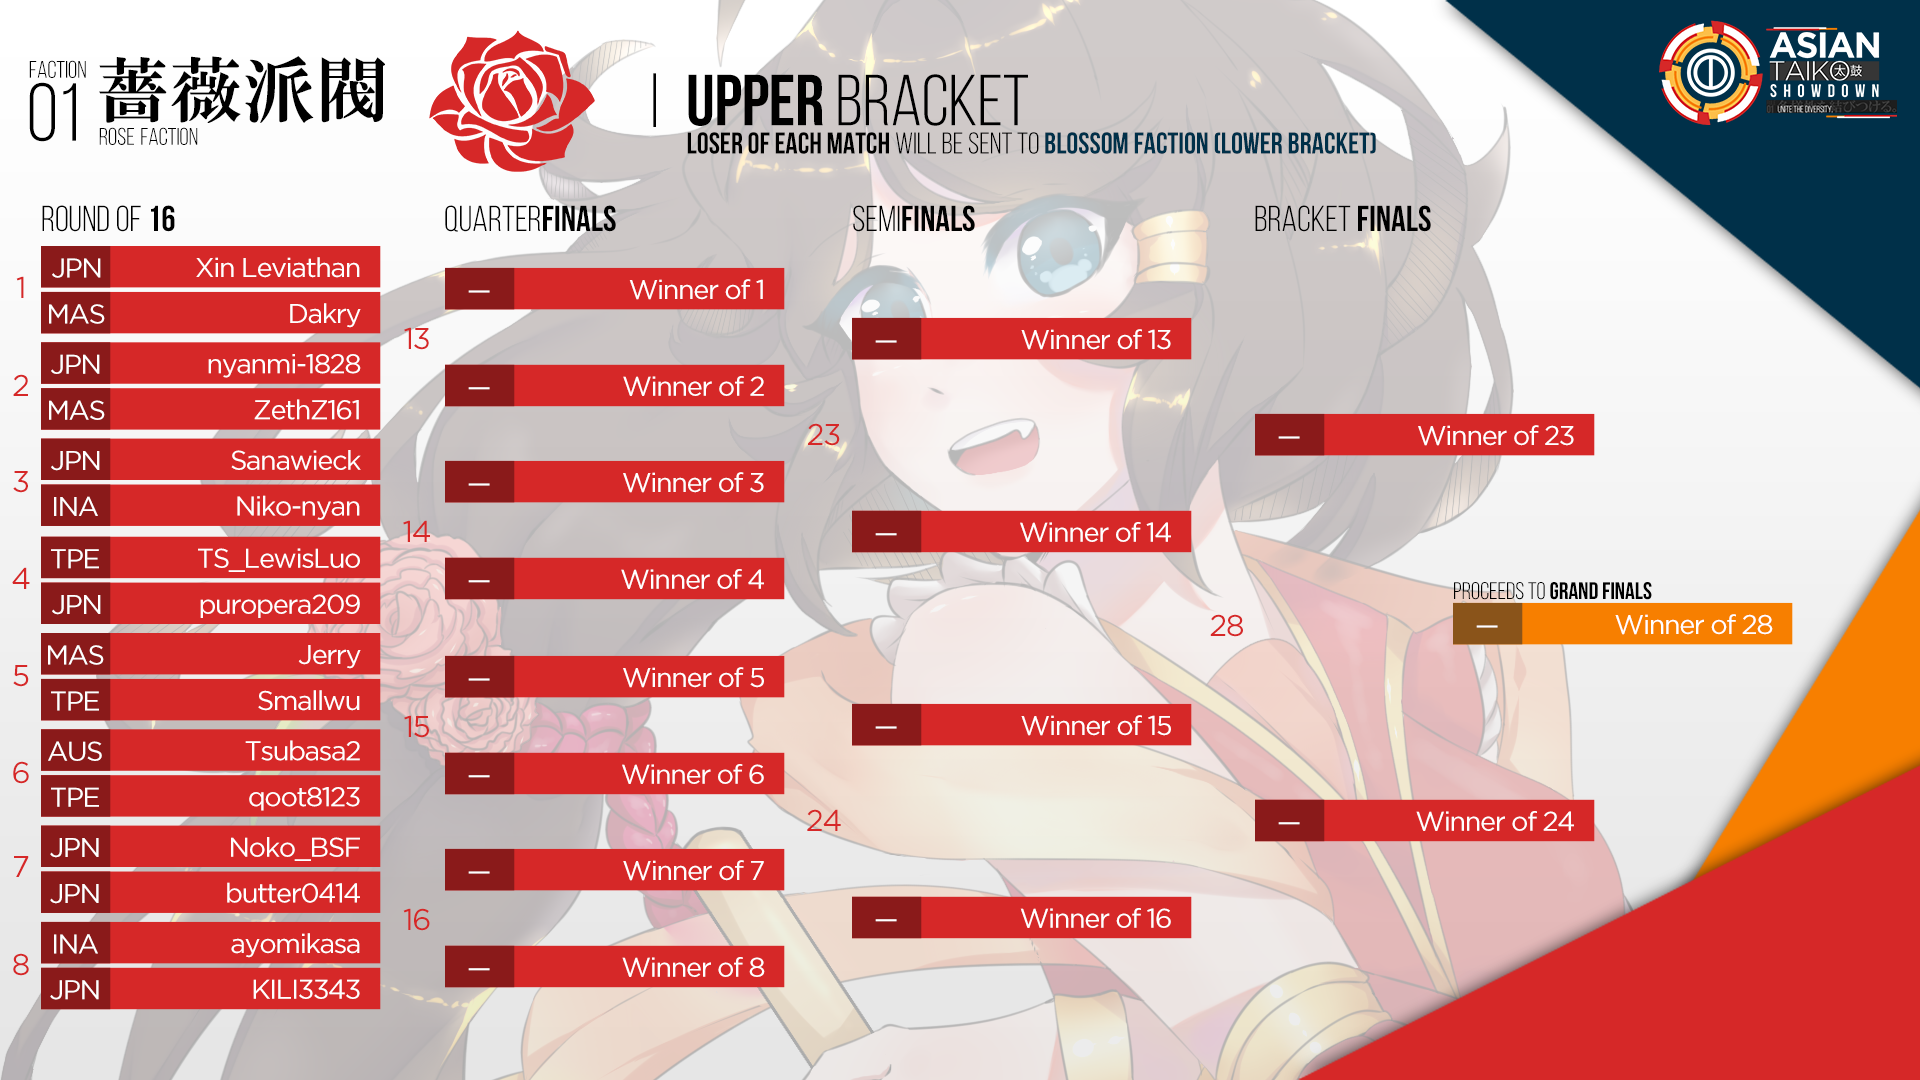 FACTION
01
薔薇派閥
ROSE FACTION
UPPER BRACKET
LOSER OF EACH MATCH WILL BE SENT TO BLOSSOM FACTION (LOWER BRACKET)
ASIAN
TAIKO 太鼓
SHOWDOWN
UNITE THE DIVERSITY.
ROUND OF 16
1
JPN Xin Leviathan
MAS Dakry
2
JPN nyanmi-1828
MAS ZethZ161
3
JPN Sanawieck
INA Niko-nyan
4
TPE TS_LewisLuo
JPN puropera209
5
MAS Jerry
TPE Smallwu
6
AUS Tsubasa2
TPE qoot8123
7
JPN Noko_BSF
JPN butter0414
8
INA ayomikasa
JPN KILI3343
QUARTERFINALS
13
— Winner of 1
— Winner of 2
14
— Winner of 3
— Winner of 4
15
— Winner of 5
— Winner of 6
16
— Winner of 7
— Winner of 8
SEMIFINALS
23
— Winner of 13
— Winner of 14
24
— Winner of 15
— Winner of 16
BRACKET FINALS
28
— Winner of 23
— Winner of 24
PROCEEDS TO GRAND FINALS
— Winner of 28